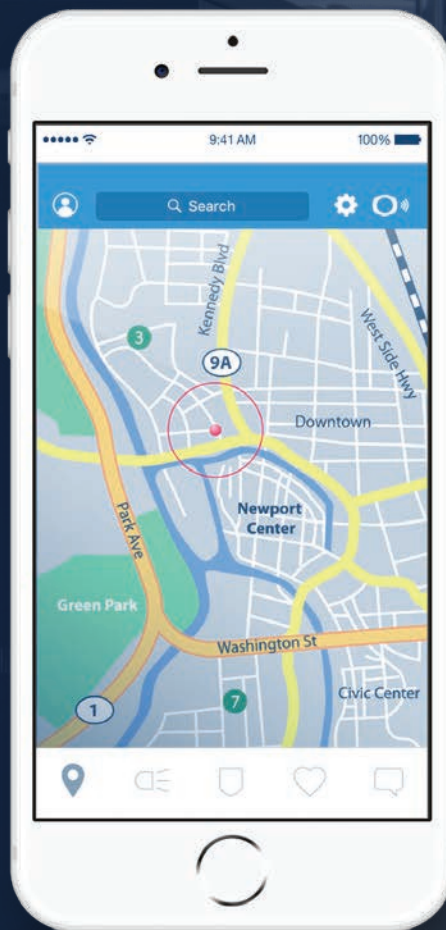 9:41 AM
100%
Search
Kennedy Blvd
West Side Hwy
3
9A
Downtown
Newport
Center
Park Ave
Green Park
Washington St
Civic Center
1
7